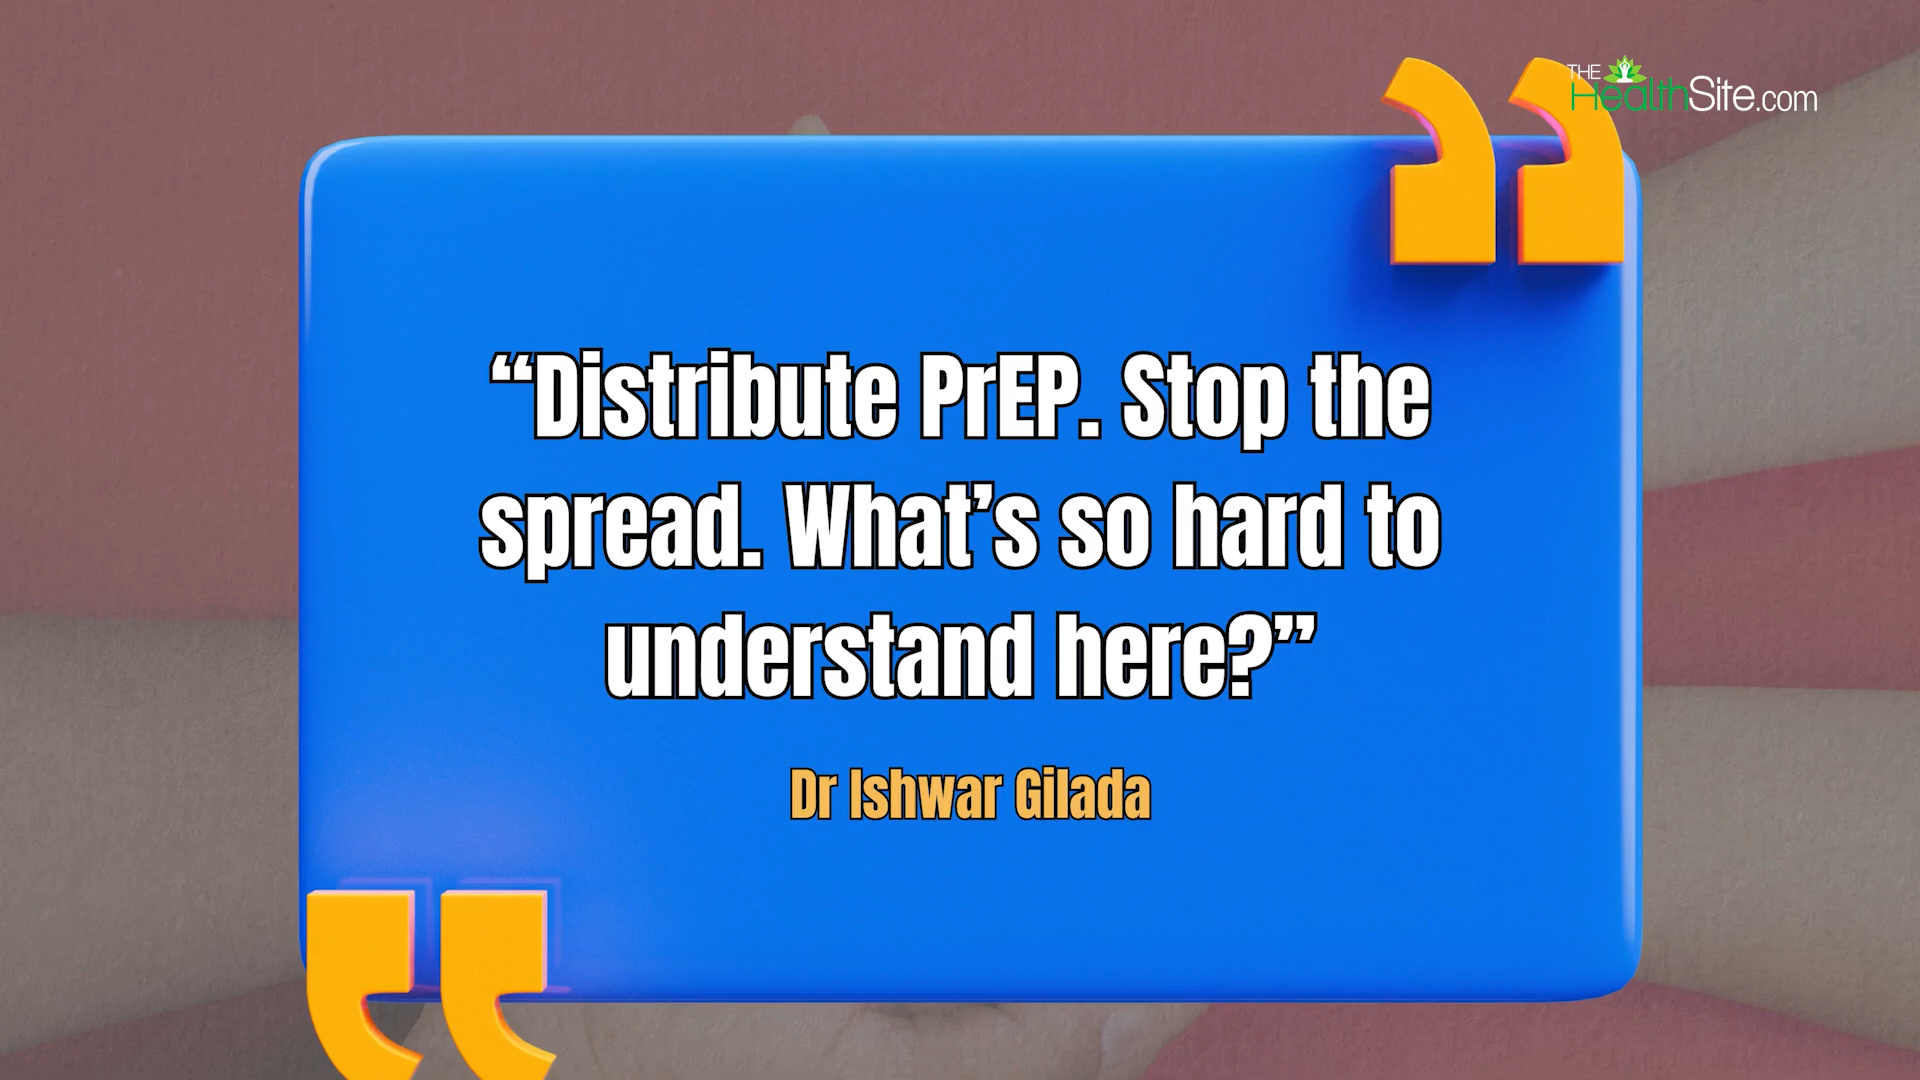 THE
HealthSite.com
“Distribute PrEP. Stop the
spread. What’s so hard to
understand here?”
Dr Ishwar Gilada